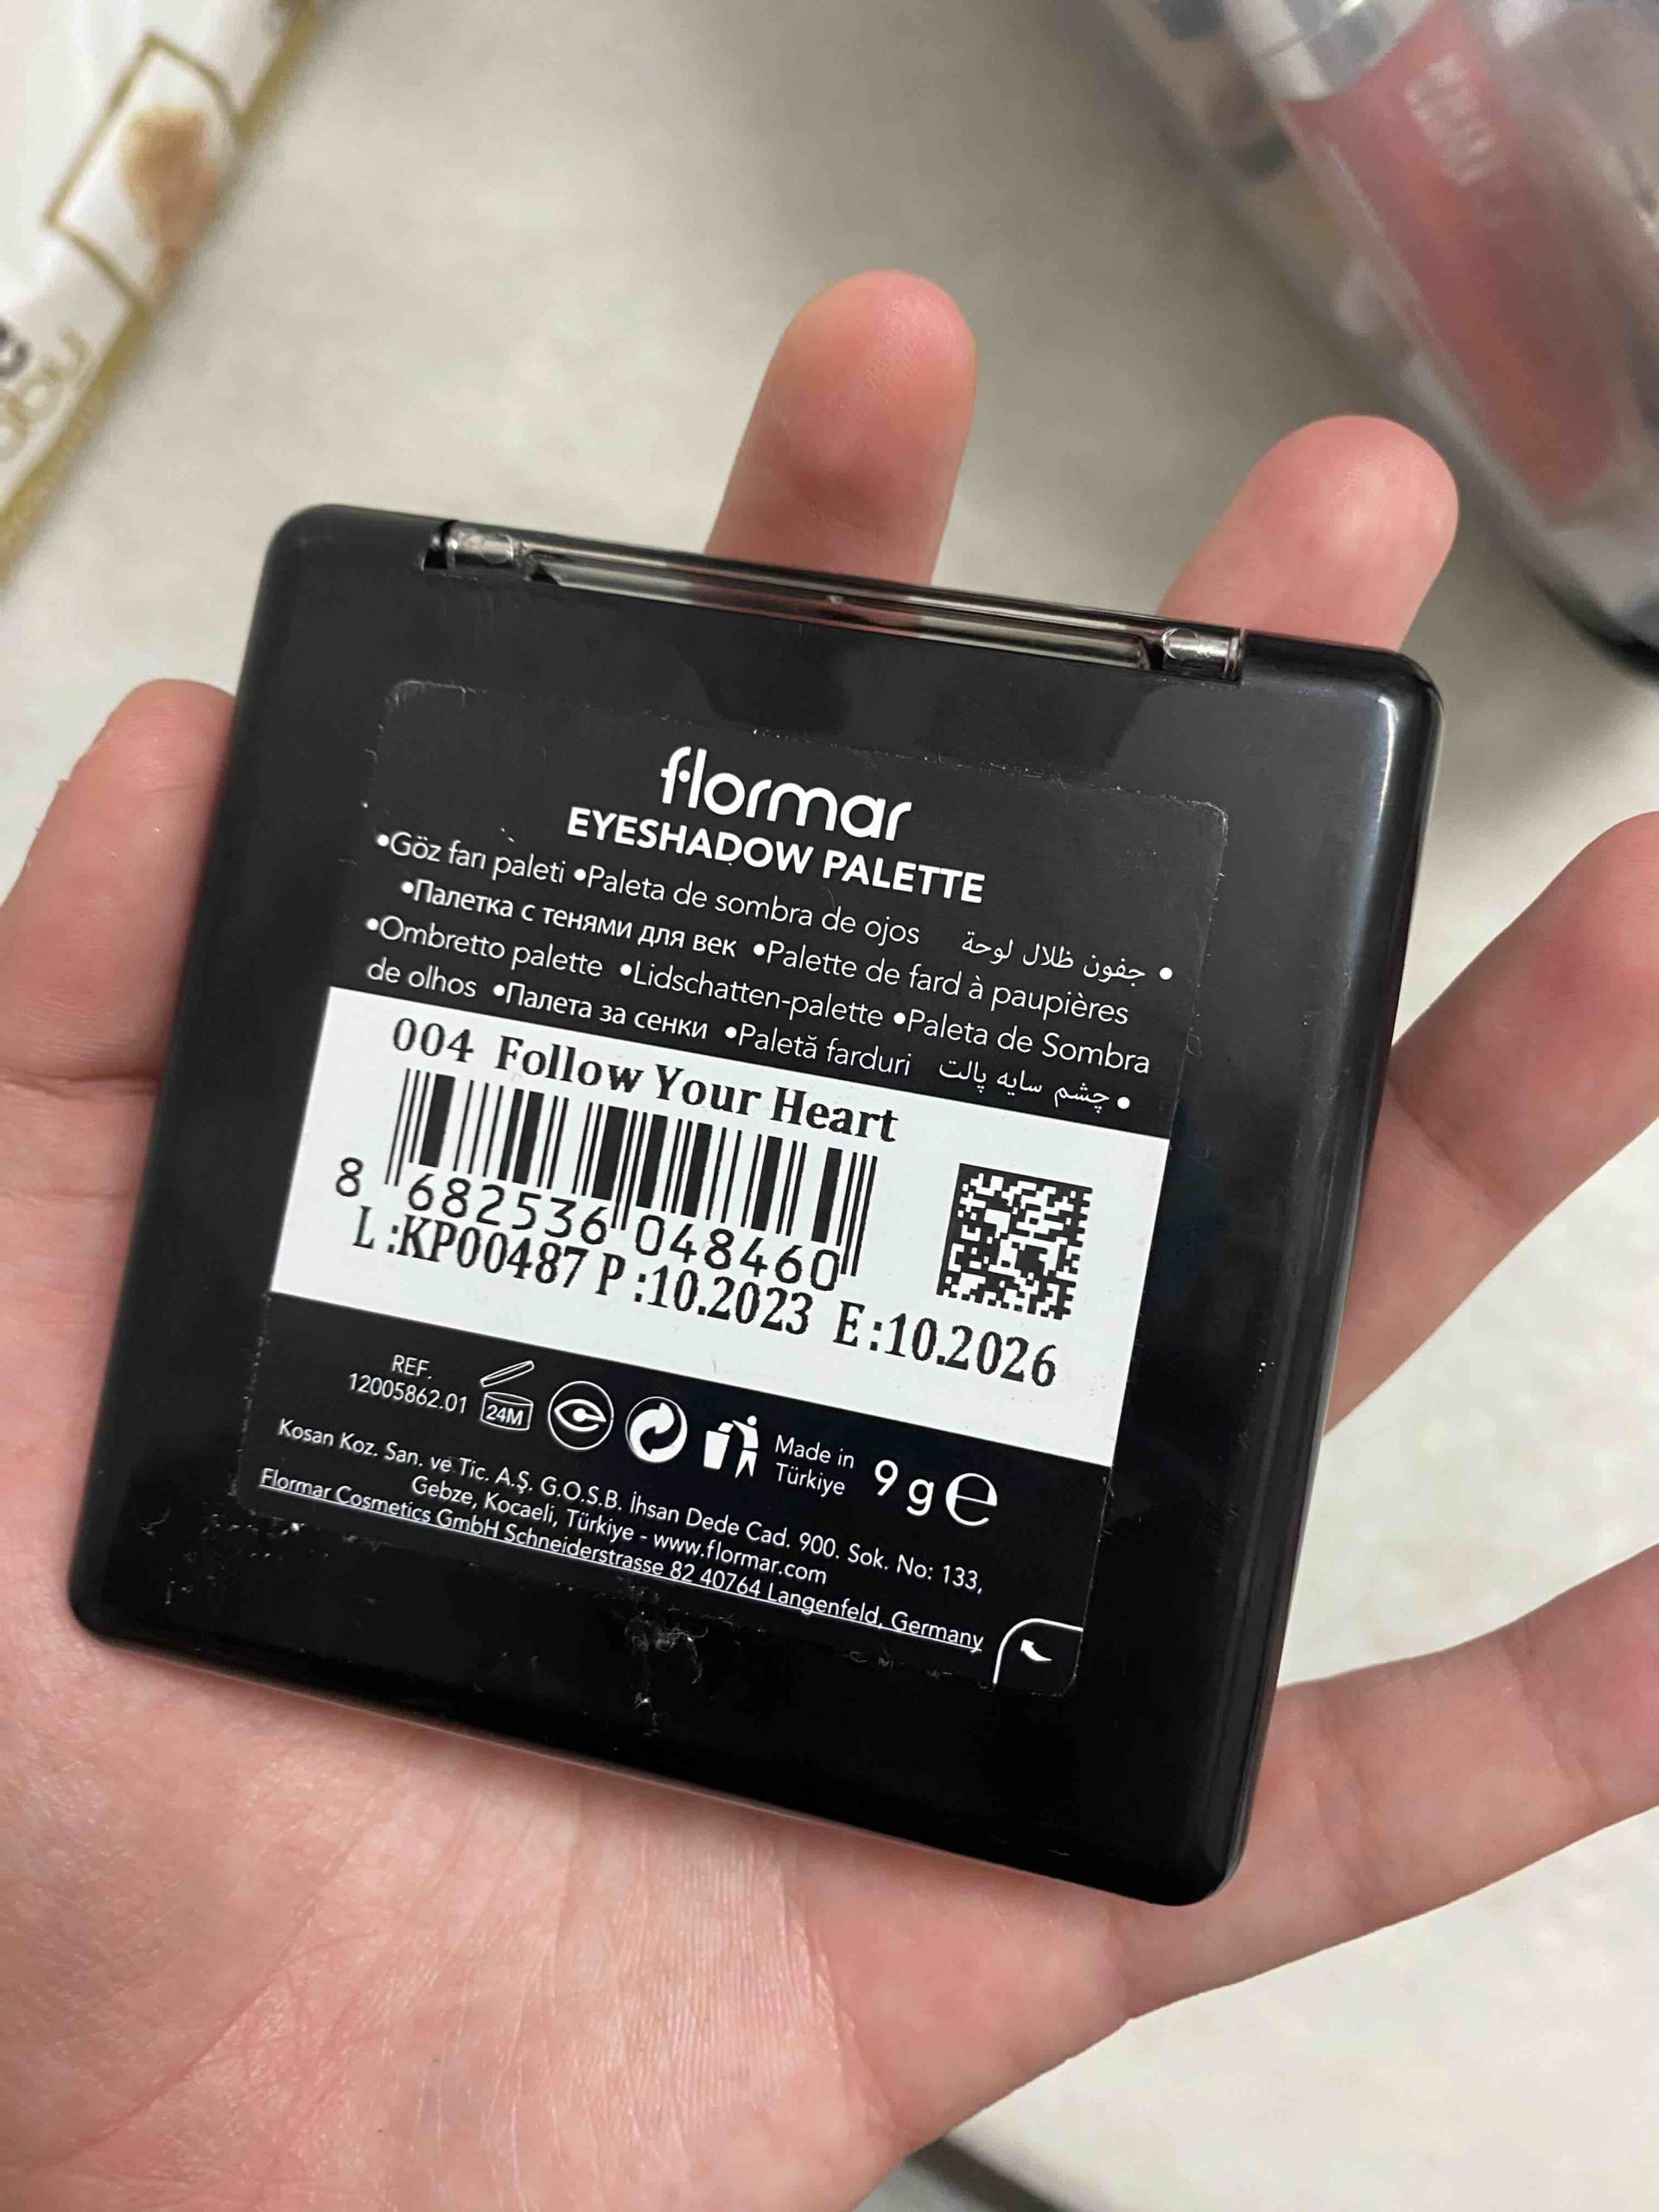 flormar
EYESHADOW PALETTE
•Göz farı paleti •Paleta de sombra de ojos • جفون ظلال لوحة
•Палетка с тенями для век •Palette de fard à paupières
•Ombretto palette •Lidschatten-palette •Paleta de Sombra
de olhos •Палета за сенки •Paletă farduri • چشم سایه پالت
004 Follow Your Heart
8 682536 048460
L :KP00487 P :10.2023 E :10.2026
REF.
12005862.01
24M
Made in
Türkiye
9 g e
Kosan Koz. San. ve Tic. A.Ş. G.O.S.B. İhsan Dede Cad. 900. Sok. No: 133,
Gebze, Kocaeli, Türkiye - www.flormar.com
Flormar Cosmetics GmbH Schneiderstrasse 82 40764 Langenfeld, Germany